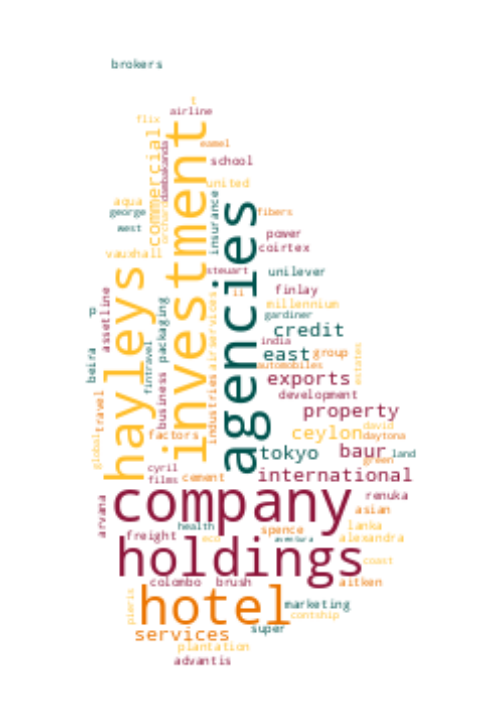 brokers
t
airline
flix
commercial
investment
dambakanda
eamel
school
orchard
united
aqua
george
west
insurance
agencies
fibers
power
coirtex
vauxhall
hayleys
steuart
unilever
finlay
ii
millennium
assetline
p
packaging
airservices
gardiner
credit
india
east
group
automobiles
estates
beira
fintravel
business
industries
exports
development
travel
property
global
factors
ceylon
david
daytona
tokyo
baur
land
green
cyril
films
cement
international
company
arvana
renuka
asian
health
freight
eco
spence
aventura
lanka
alexandra
holdings
coast
colombo
brush
aitken
pieris
hotel
marketing
contship
services
super
plantation
advantis